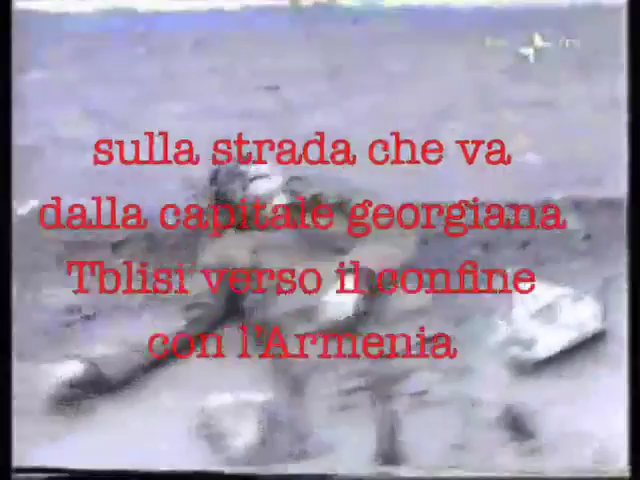 sulla strada che va
dalla capitale georgiana
Tblisi verso il confine
con l'Armenia